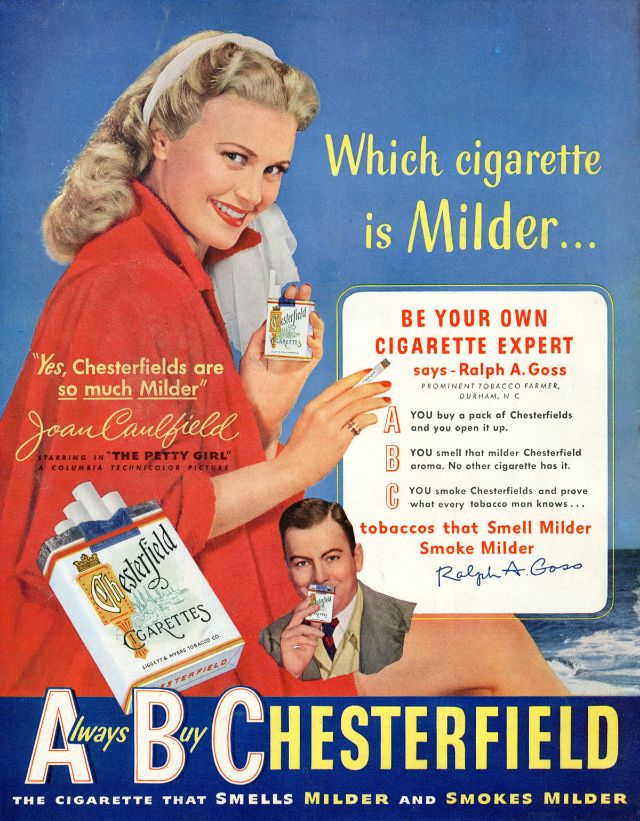 Which cigarette
is Milder...
BE YOUR OWN
CIGARETTE EXPERT
says - Ralph A. Goss
PROMINENT TOBACCO FARMER,
DURHAM, N C
A YOU buy a pack of Chesterfields
and you open it up.
B YOU smell that milder Chesterfield
aroma. No other cigarette has it.
C YOU smoke Chesterfields and prove
what every tobacco man knows...
tobaccos that Smell Milder
Smoke Milder
Ralph A. Goss
"Yes, Chesterfields are
so much Milder"
Joan Caulfield
STARRING IN "THE PETTY GIRL"
A COLUMBIA TECHNICOLOR PICTURE
Chesterfield
CIGARETTES
Chesterfield
CIGARETTES
LIGGETT & MYERS TOBACCO CO.
CHESTERFIELD
Chesterfield
Always Buy CHESTERFIELD
THE CIGARETTE THAT SMELLS MILDER AND SMOKES MILDER